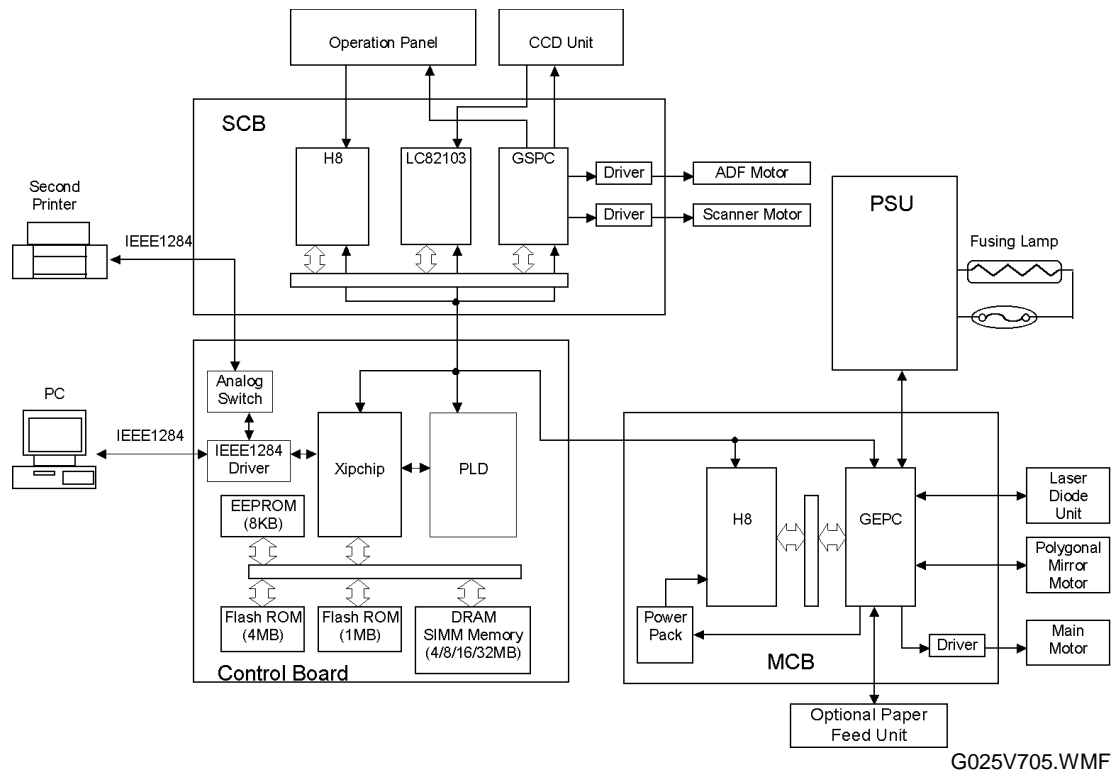 Operation Panel
CCD Unit
SCB
H8
LC82103
GSPC
Driver
ADF Motor
Driver
Scanner Motor
Second
Printer
IEEE1284
PSU
Fusing Lamp
PC
IEEE1284
Analog
Switch
IEEE1284
Driver
Xipchip
PLD
EEPROM
(8KB)
Flash ROM
(4MB)
Flash ROM
(1MB)
DRAM
SIMM Memory
(4/8/16/32MB)
Control Board
H8
GEPC
Laser
Diode
Unit
Polygonal
Mirror
Motor
Power
Pack
Driver
Main
Motor
MCB
Optional Paper
Feed Unit
G025V705.WMF